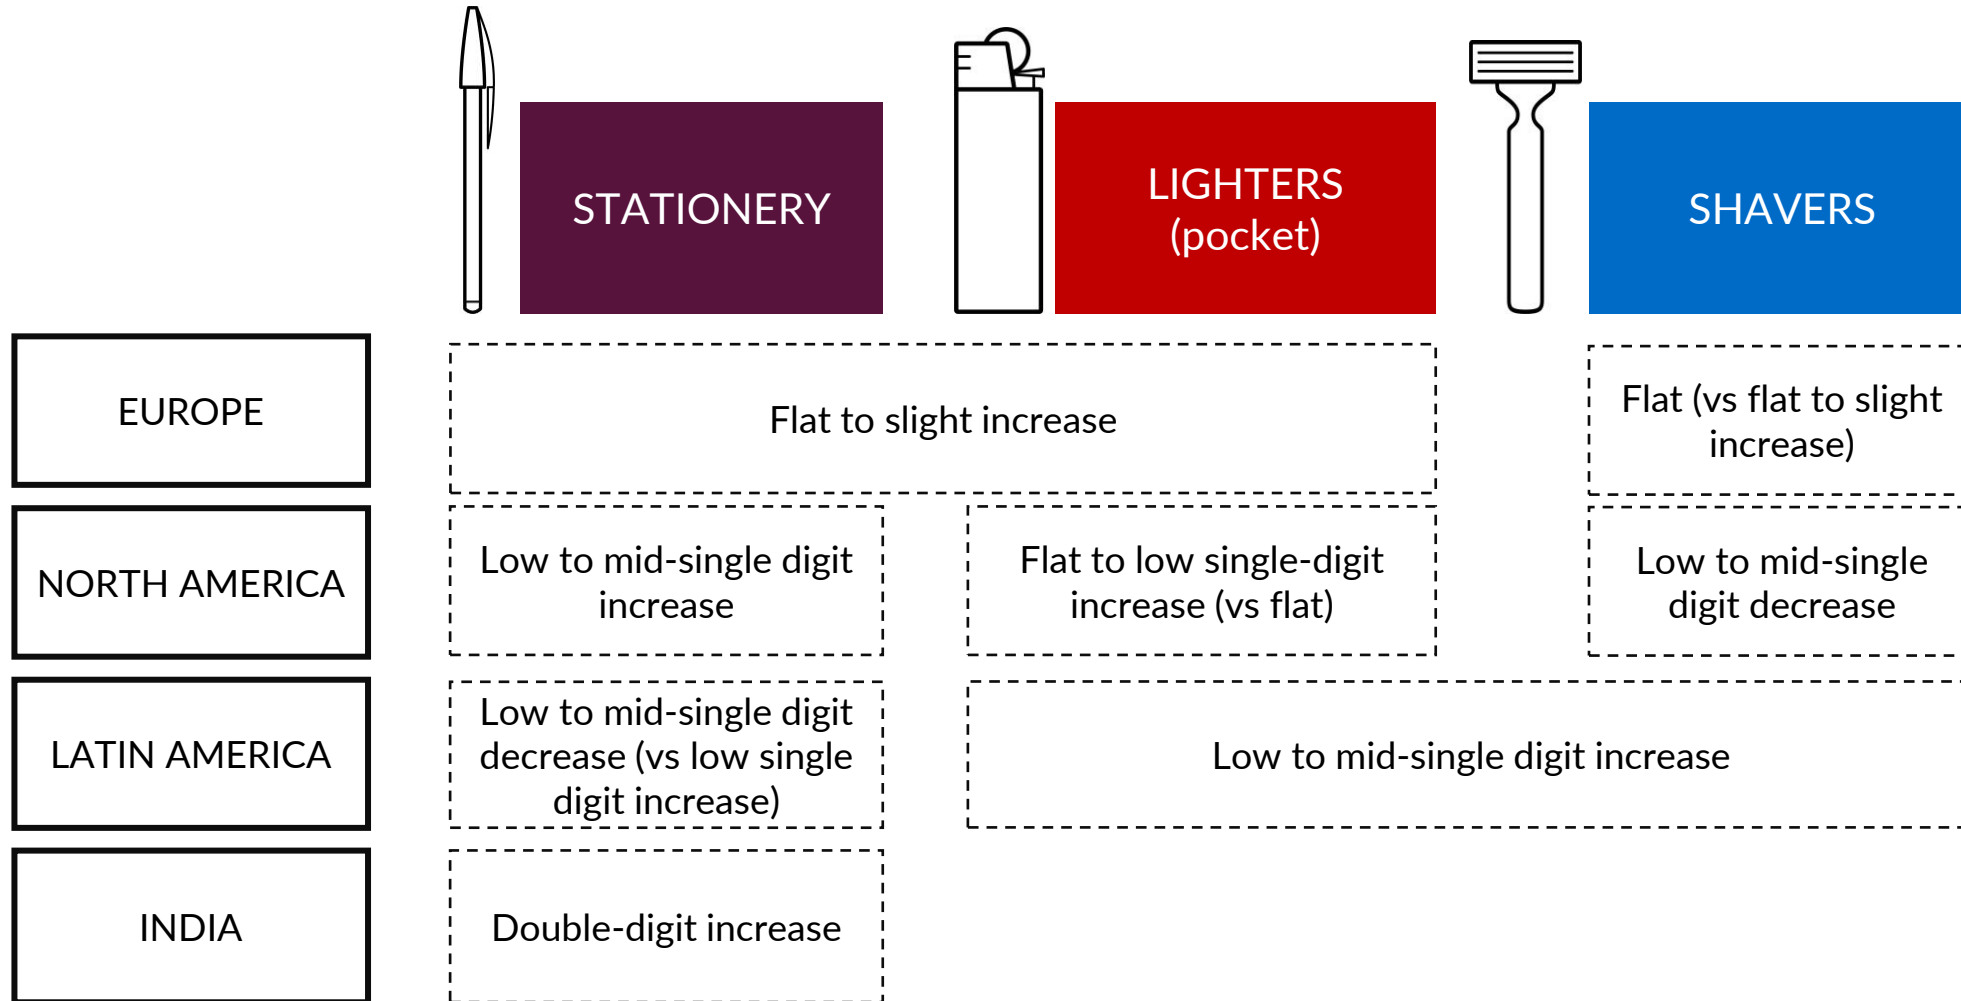 STATIONERY
LIGHTERS
(pocket)
SHAVERS
EUROPE
Flat to slight increase
Flat (vs flat to slight
increase)
NORTH AMERICA
Low to mid-single digit
increase
Flat to low single-digit
increase (vs flat)
Low to mid-single
digit decrease
LATIN AMERICA
Low to mid-single digit
decrease (vs low single
digit increase)
Low to mid-single digit increase
INDIA
Double-digit increase